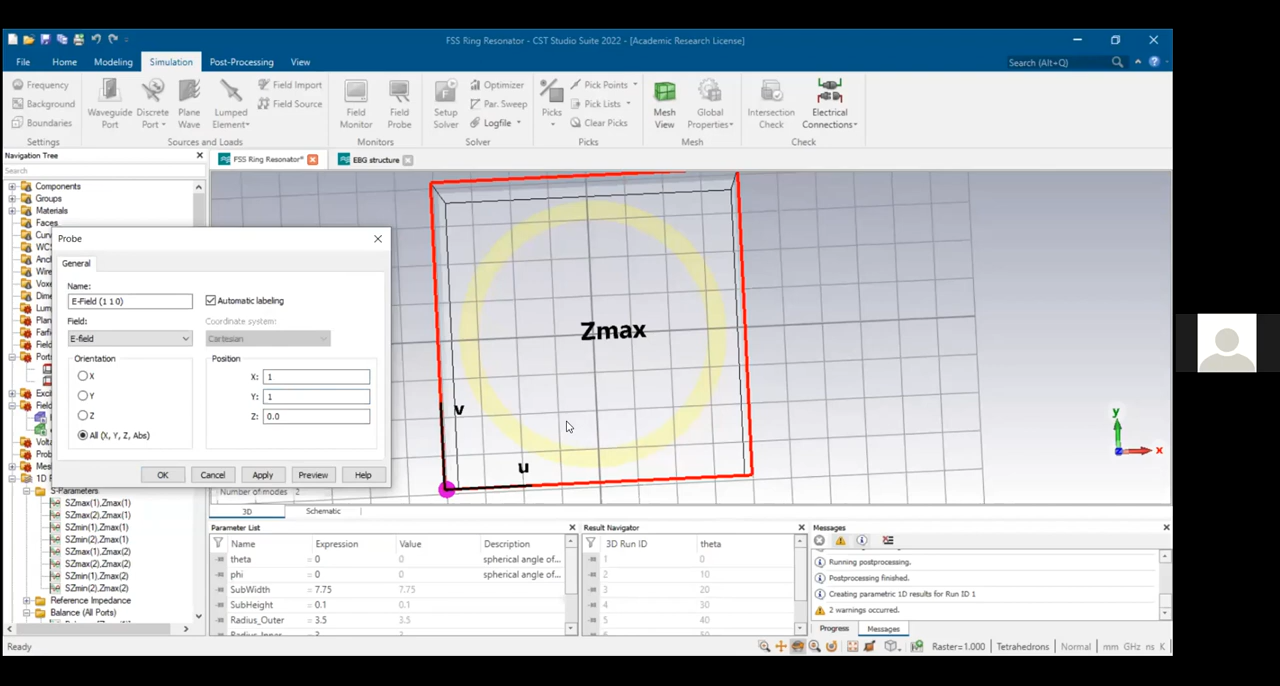 FSS Ring Resonator - CST Studio Suite 2022 - [Academic Research License]
File Home Modeling Simulation Post-Processing View Search (Alt+Q)
Frequency
Background
Boundaries
Settings
Waveguide Port
Discrete Port
Plane Wave
Lumped Element
Field Import
Field Source
Sources and Loads
Field Monitor
Field Probe
Monitors
Setup Solver
Optimizer
Par. Sweep
Logfile
Solver
Picks
Pick Points
Pick Lists
Clear Picks
Picks
Mesh View
Global Properties
Mesh
Intersection Check
Electrical Connections
Check
Navigation Tree
Search
FSS Ring Resonator*
EBG structure
Components
Groups
Materials
Faces
Probe
General
Name:
E-Field (1 1 0)
Automatic labeling
Field:
E-field
Coordinate system:
Cartesian
Orientation
X
Y
Z
All (X, Y, Z, Abs)
Position
X: 1
Y: 1
Z: 0.0
OK Cancel Apply Preview Help
S-Parameters
SZmax(1),Zmax(1)
SZmax(2),Zmax(1)
SZmin(1),Zmax(1)
SZmin(2),Zmax(1)
SZmax(1),Zmax(2)
SZmax(2),Zmax(2)
SZmin(1),Zmax(2)
SZmin(2),Zmax(2)
Reference Impedance
Balance (All Ports)
Zmax
v
u
y
x
Number of modes 2
3D Schematic
Parameter List
Name Expression Value Description
theta = 0 0 spherical angle of...
phi = 0 0 spherical angle of...
SubWidth = 7.75 7.75
SubHeight = 0.1 0.1
Radius_Outer = 3.5 3.5
Result Navigator
3D Run ID theta
1 0
2 10
3 20
4 30
5 40
Messages
Running postprocessing.
Postprocessing finished.
Creating parametric 1D results for Run ID 1
2 warnings occurred.
Progress Messages
Ready
Raster=1.000 Tetrahedrons Normal mm GHz ns K